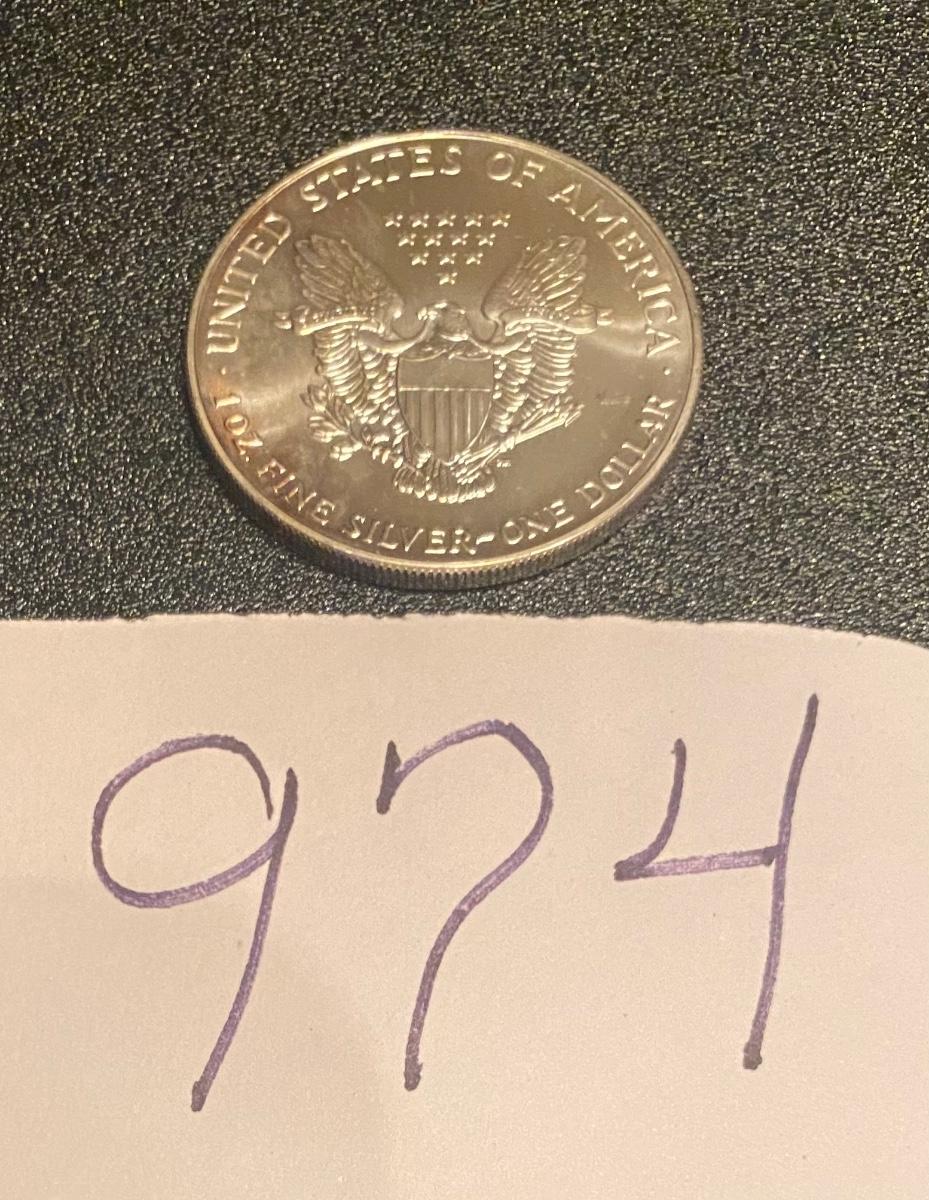 UNITED STATES OF AMERICA
1 OZ. FINE SILVER~ONE DOLLAR
974